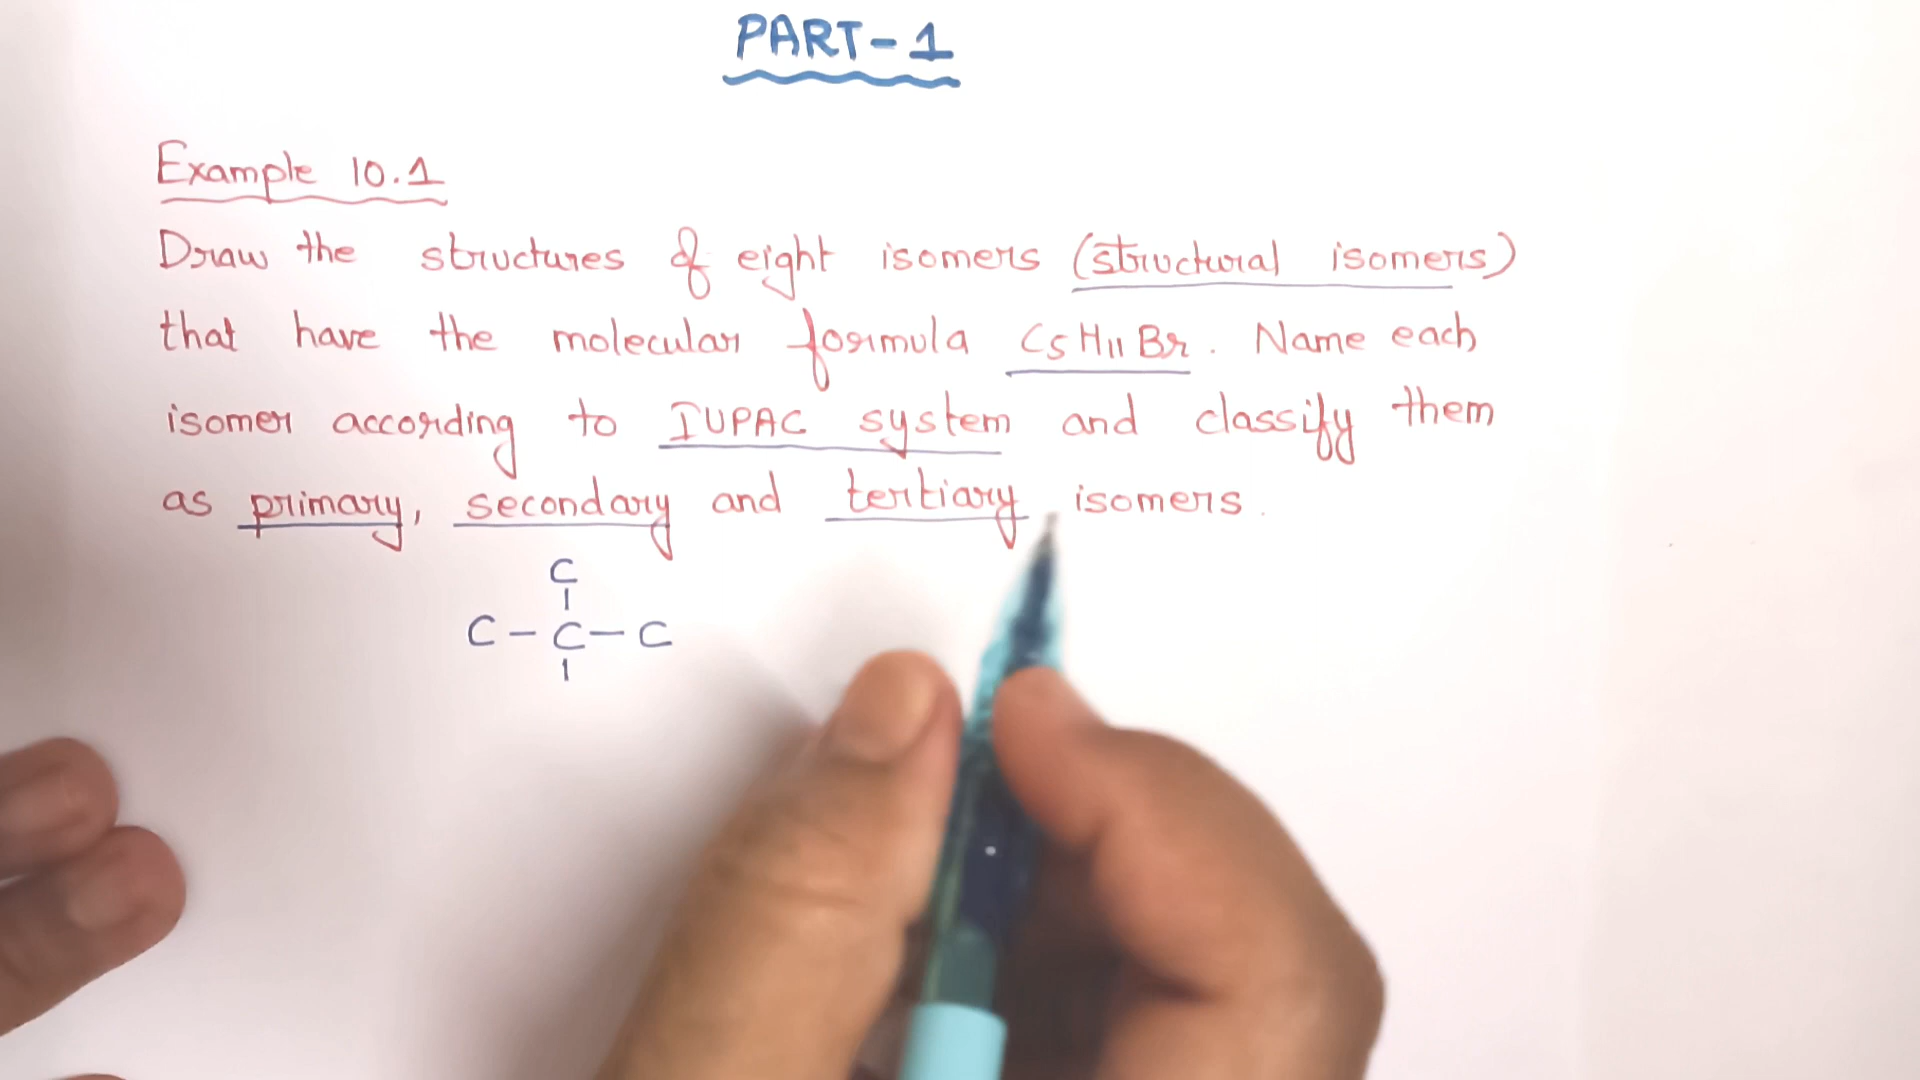 PART-1
Example 10.1
Draw the structures of eight isomers (structural isomers)
that have the molecular formula C5H11Br. Name each
isomer according to IUPAC system and classify them
as primary, secondary and tertiary isomers.
C
C-C-C